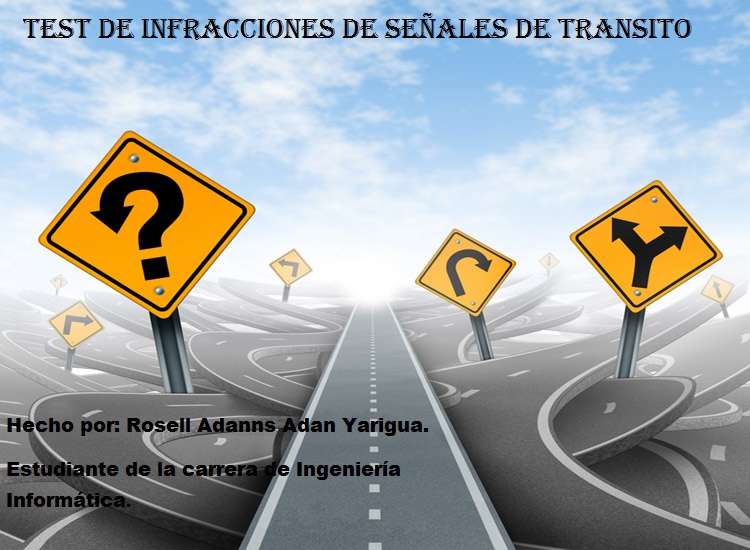 TEST DE INFRACCIONES DE SEÑALES DE TRANSITO
Hecho por: Rosell Adanns Adan Yarigua.
Estudiante de la carrera de Ingeniería
Informática.